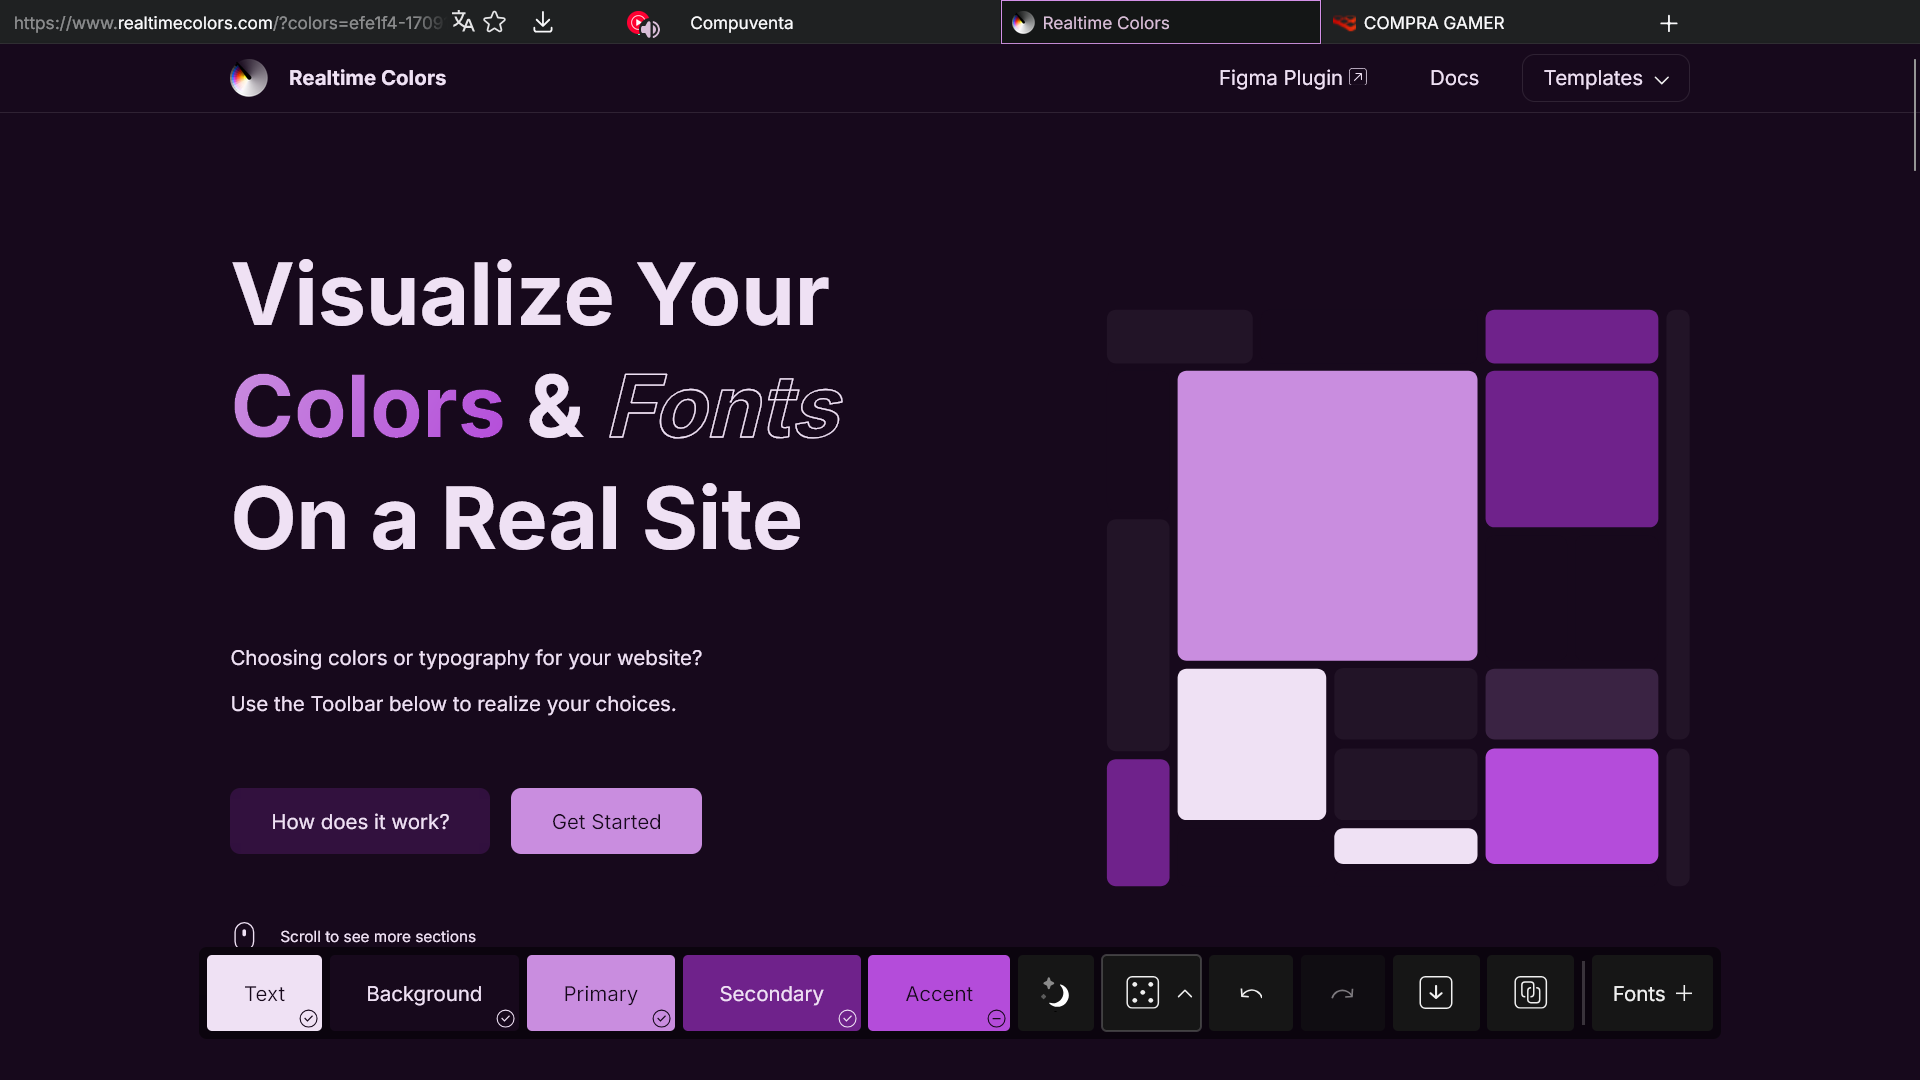 https://www.realtimecolors.com/?colors=efe1f4-1709
Compuventa
Realtime Colors
COMPRA GAMER
Realtime Colors
Figma Plugin
Docs
Templates
Visualize Your
Colors & Fonts
On a Real Site
Choosing colors or typography for your website?
Use the Toolbar below to realize your choices.
How does it work?
Get Started
Scroll to see more sections
Text
Background
Primary
Secondary
Accent
Fonts